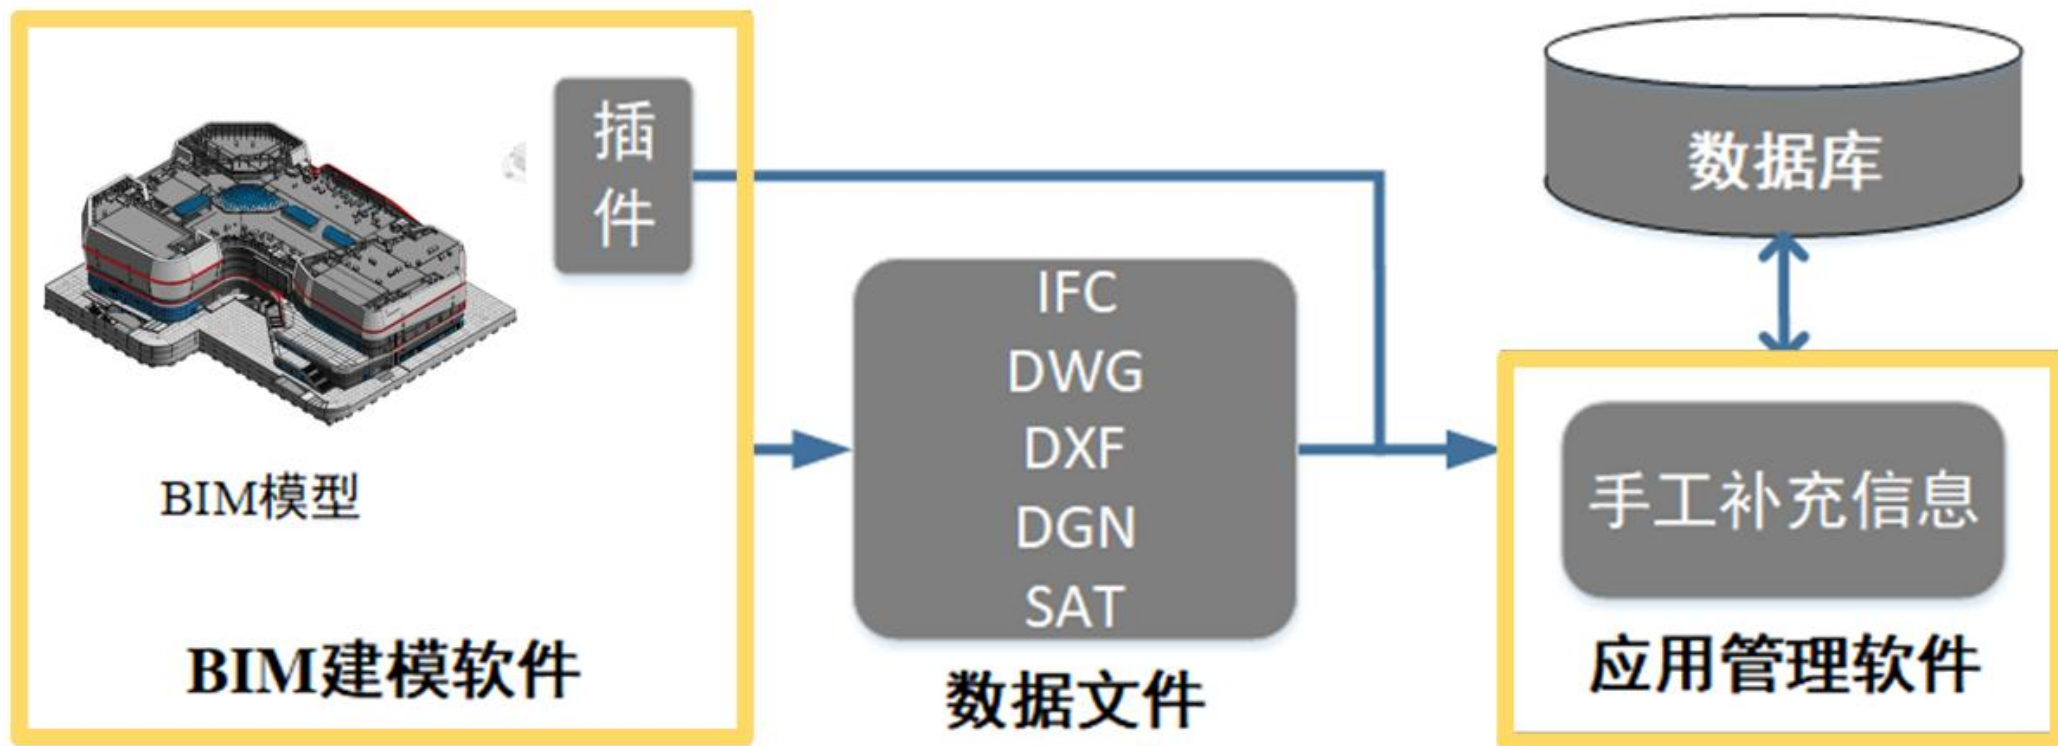 插
件
BIM模型
BIM建模软件
IFC
DWG
DXF
DGN
SAT
数据文件
数据库
手工补充信息
应用管理软件